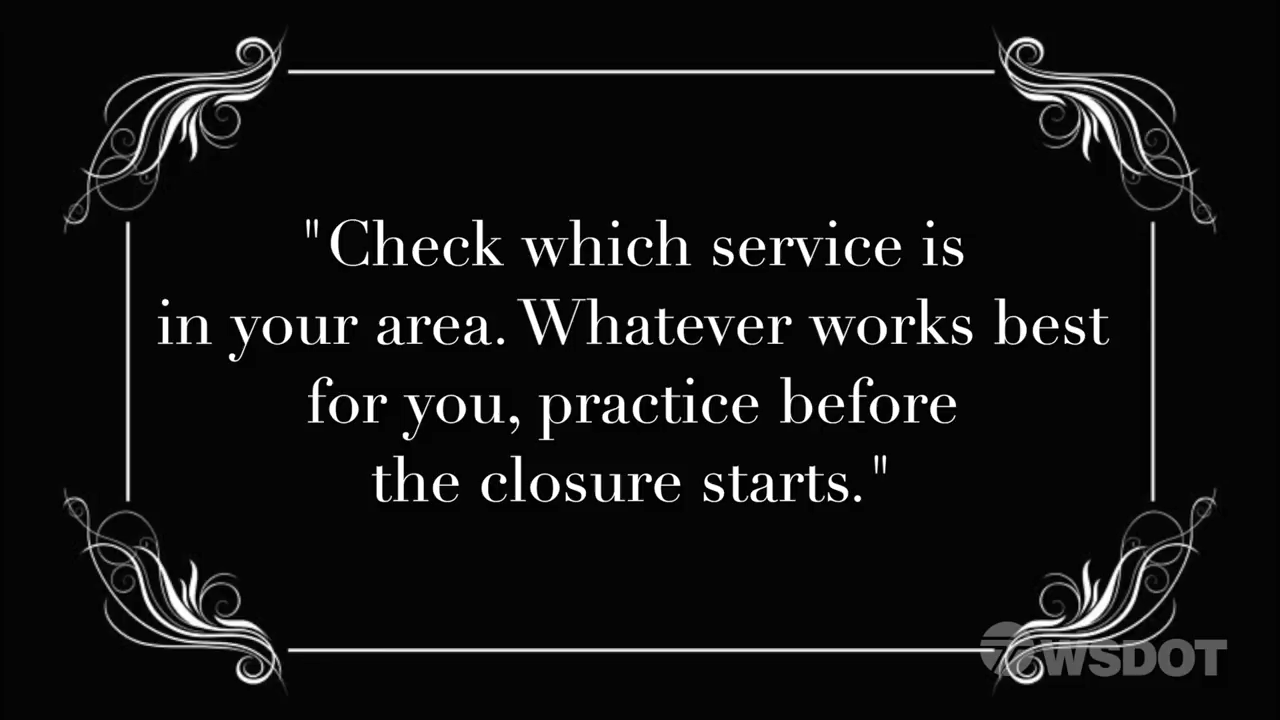 "Check which service is
in your area. Whatever works best
for you, practice before
the closure starts."
WSDOT